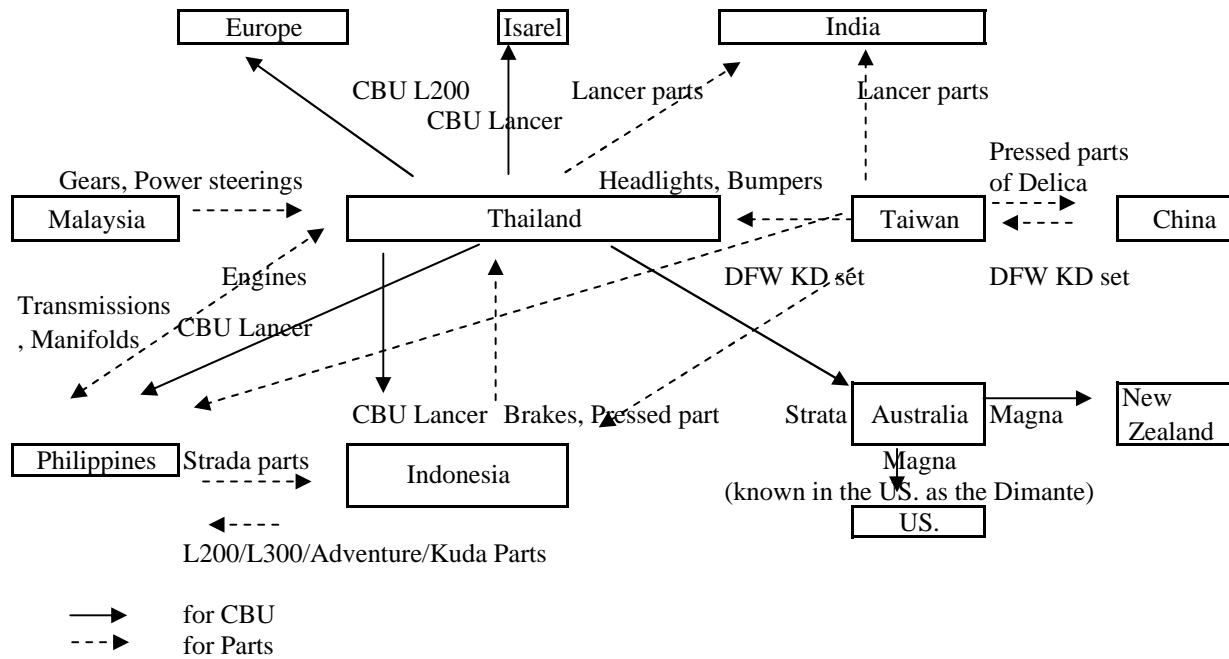 Europe
Isarel
India
CBU L200
Lancer parts
Lancer parts
CBU Lancer
Pressed parts
of Delica
Gears, Power steerings
Headlights, Bumpers
Malaysia
Thailand
Taiwan
China
Engines
DFW KD set
DFW KD set
Transmissions
, Manifolds
CBU Lancer
CBU Lancer
Brakes, Pressed part
Strata
Australia
Magna
New
Zealand
Philippines
Strada parts
Indonesia
Magna
(known in the US. as the Dimante)
US.
L200/L300/Adventure/Kuda Parts
for CBU
for Parts